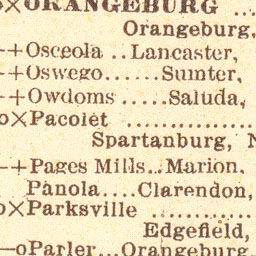 o×ORANGEBURG ...
Orangeburg,
-+Osceola ..Lancaster,
-+Oswego......Sumter,
-+Owdoms .....Saluda,
o×Pacolet ................
Spartanburg, N
-+Pages Mills..Marion,
Panola....Clarendon,
o×Parksville ............
Edgefield,
—oParler...Orangeburg